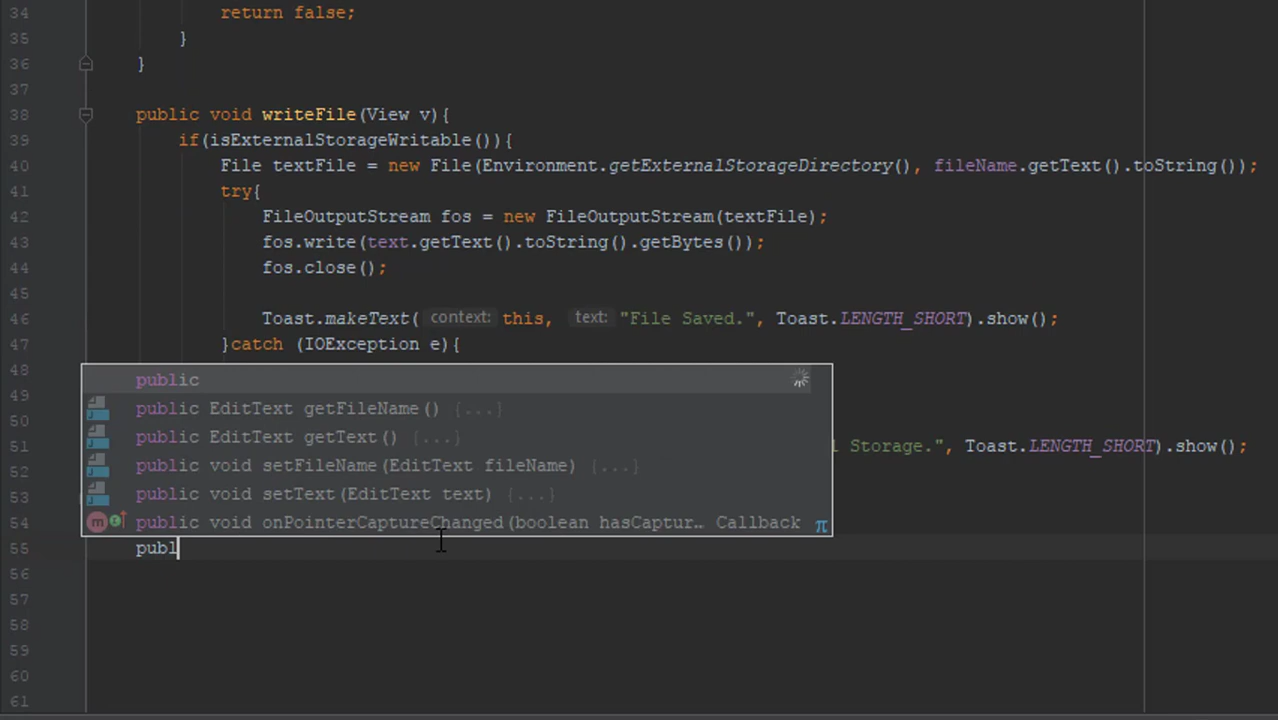 34 return false;
35 }
36 }
37
38 public void writeFile(View v){
39 if(isExternalStorageWritable()){
40 File textFile = new File(Environment.getExternalStorageDirectory(), fileName.getText().toString());
41 try{
42 FileOutputStream fos = new FileOutputStream(textFile);
43 fos.write(text.getText().toString().getBytes());
44 fos.close();
45
46 Toast.makeText( context: this, text: "File Saved.", Toast.LENGTH_SHORT).show();
47 }catch (IOException e){
48 public
49 public EditText getFileName() {...}
50 public EditText getText() {...}
51 l Storage.", Toast.LENGTH_SHORT).show();
52 public void setFileName(EditText fileName) {...}
53 public void setText(EditText text) {...}
54 m public void onPointerCaptureChanged(boolean hasCaptur… Callback π
55 publ
56
57
58
59
60
61